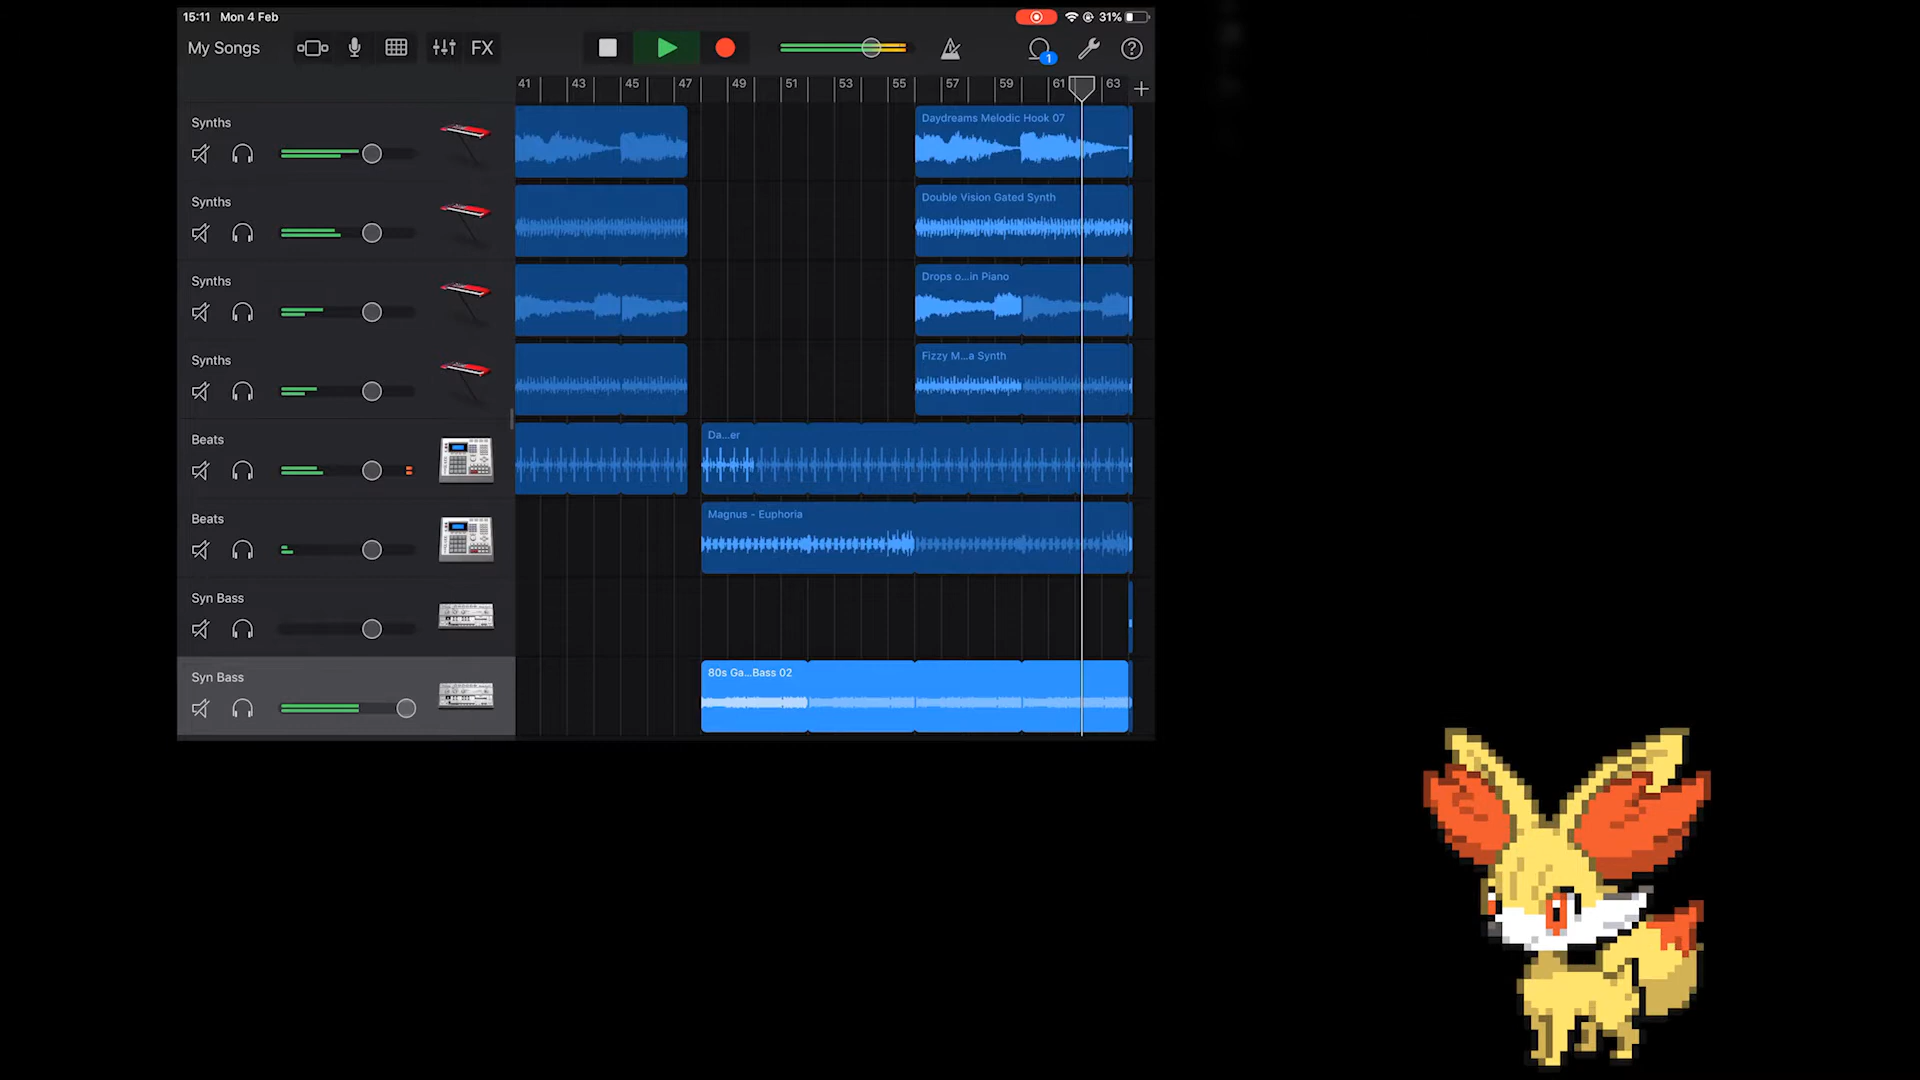 15:11 Mon 4 Feb
31%
My Songs
FX
1
41 43 45 47 49 51 53 55 57 59 61 63
Synths
Daydreams Melodic Hook 07
Synths
Double Vision Gated Synth
Synths
Drops o...in Piano
Synths
Fizzy M...a Synth
Beats
Da...er
Beats
Magnus - Euphoria
Syn Bass
Syn Bass
80s Ga...Bass 02